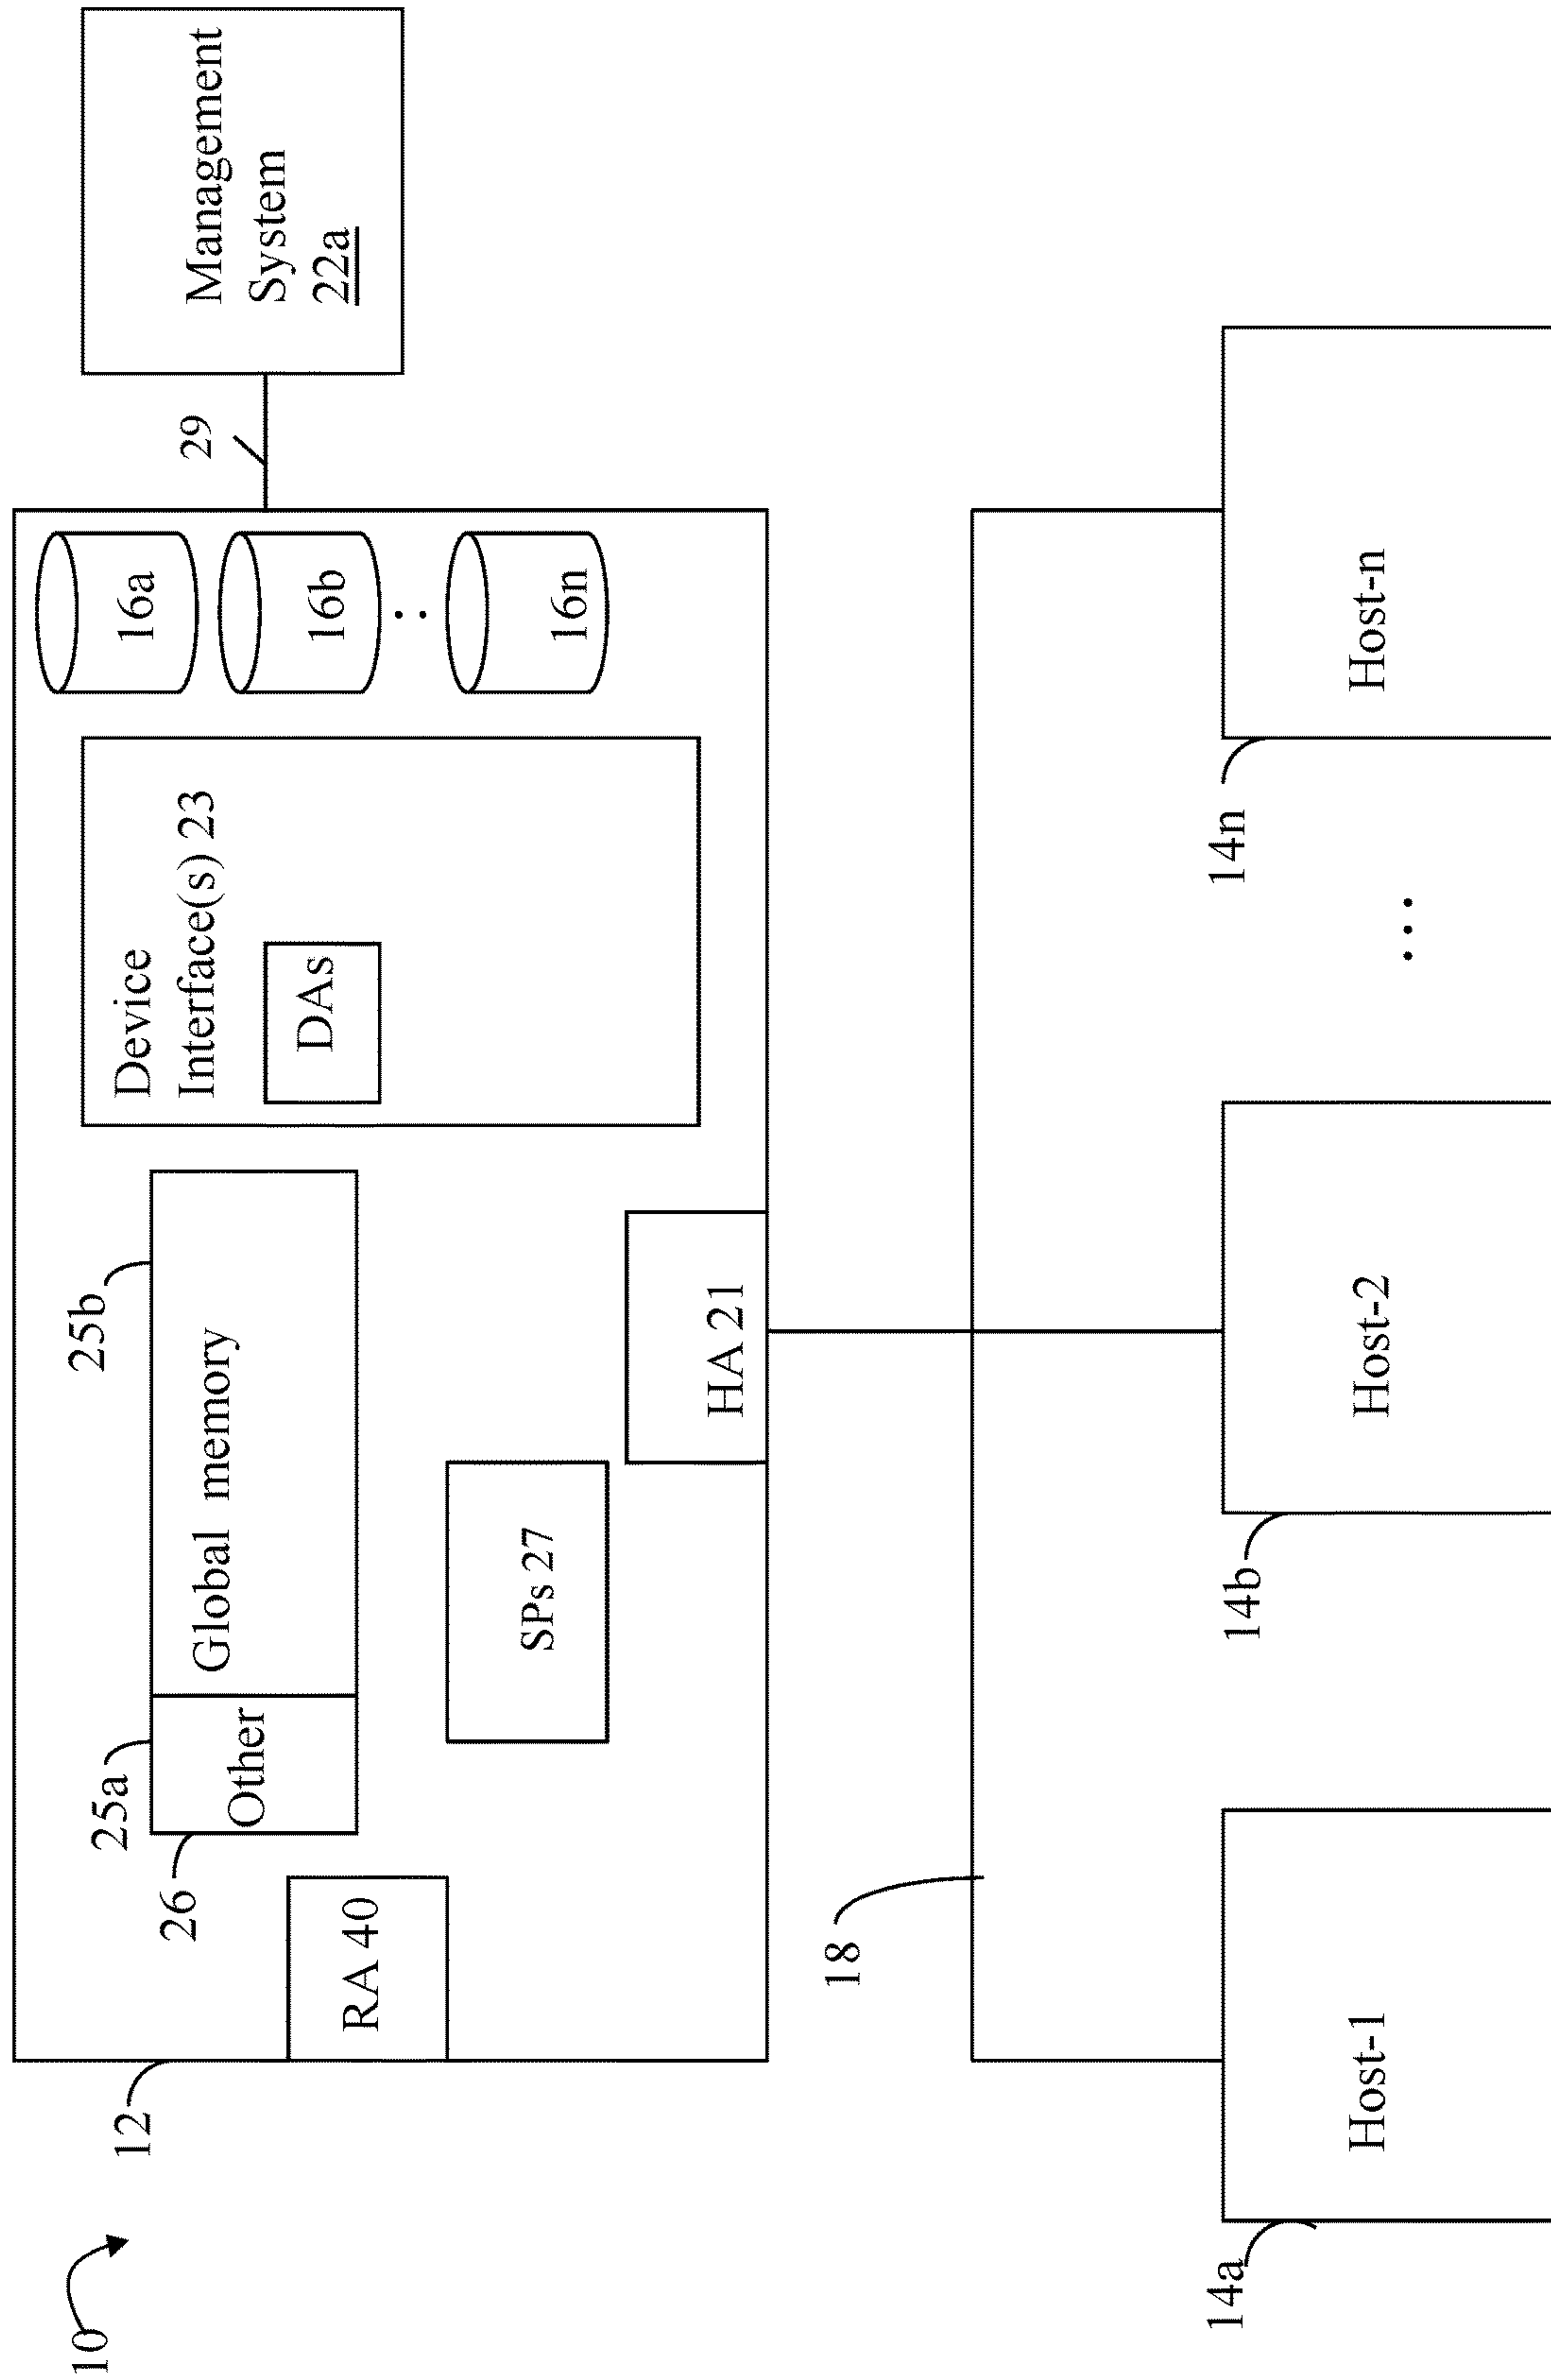 10
12
26
25a
25b
29
Other
Global memory
Device
Interface(s) 23
DAs
16a
16b
:
16n
Management
System
22a
RA 40
SPs 27
HA 21
18
14a
14b
14n
Host-1
Host-2
...
Host-n